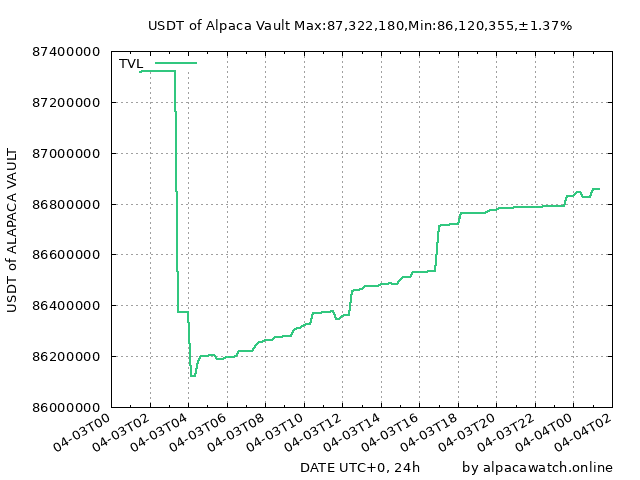 USDT of Alpaca Vault Max:87,322,180,Min:86,120,355,±1.37%
TVL
87400000
87200000
87000000
86800000
86600000
86400000
86200000
86000000
USDT of ALAPACA VAULT
04-03T00
04-03T02
04-03T04
04-03T06
04-03T08
04-03T10
04-03T12
04-03T14
04-03T16
04-03T18
04-03T20
04-03T22
04-04T00
04-04T02
DATE UTC+0, 24h
by alpacawatch.online